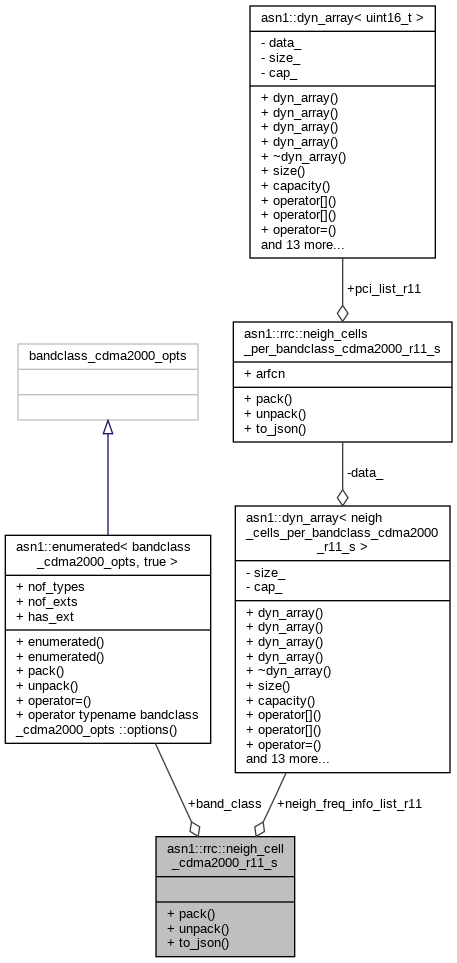 asn1::dyn_array< uint16_t >
- data_
- size_
- cap_
+ dyn_array()
+ dyn_array()
+ dyn_array()
+ dyn_array()
+ ~dyn_array()
+ size()
+ capacity()
+ operator[]()
+ operator[]()
+ operator=()
and 13 more...
+pci_list_r11
asn1::rrc::neigh_cells
_per_bandclass_cdma2000_r11_s
+ arfcn
+ pack()
+ unpack()
+ to_json()
bandclass_cdma2000_opts
-data_
asn1::dyn_array< neigh
_cells_per_bandclass_cdma2000
_r11_s >
- size_
- cap_
+ dyn_array()
+ dyn_array()
+ dyn_array()
+ dyn_array()
+ ~dyn_array()
+ size()
+ capacity()
+ operator[]()
+ operator[]()
+ operator=()
and 13 more...
asn1::enumerated< bandclass
_cdma2000_opts, true >
+ nof_types
+ nof_exts
+ has_ext
+ enumerated()
+ enumerated()
+ pack()
+ unpack()
+ operator=()
+ operator typename bandclass
_cdma2000_opts ::options()
+band_class
+neigh_freq_info_list_r11
asn1::rrc::neigh_cell
_cdma2000_r11_s
+ pack()
+ unpack()
+ to_json()